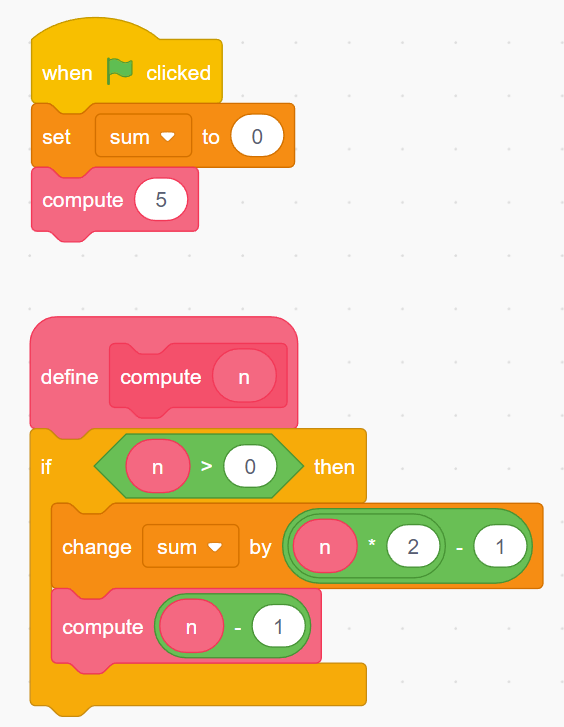 when clicked
set sum to 0
compute 5
define compute n
if n > 0 then
change sum by n * 2 - 1
compute n - 1